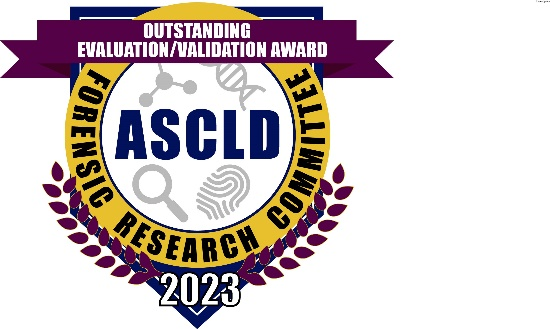 OUTSTANDING
EVALUATION/VALIDATION AWARD
ASCLD
FORENSIC RESEARCH COMMITTEE
2023